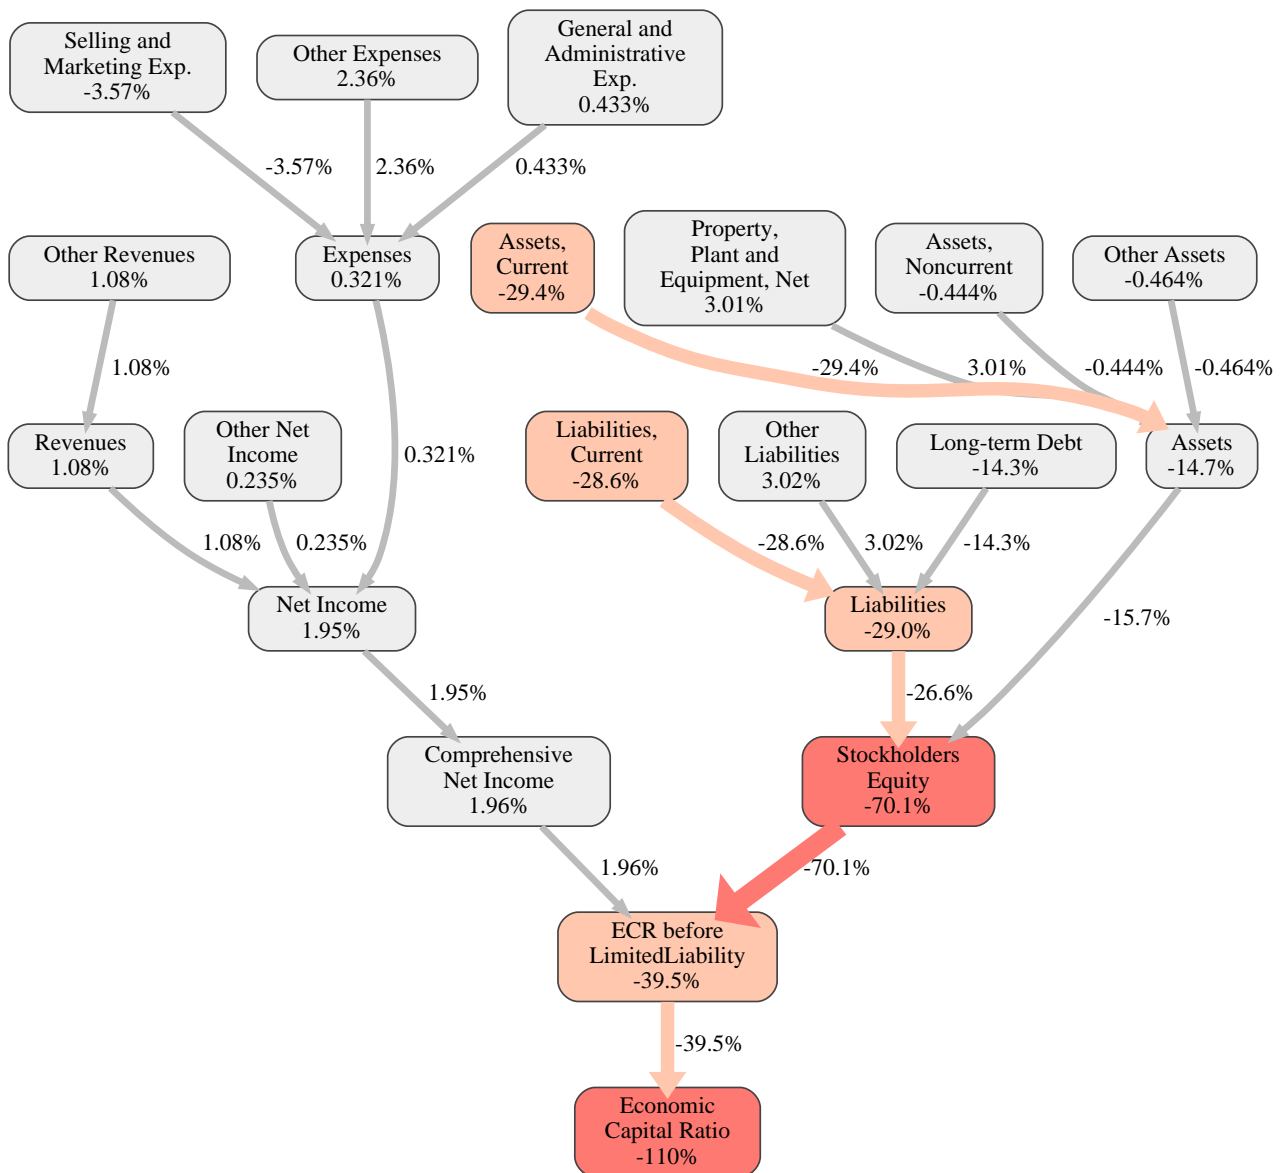 Selling and
Marketing Exp.
-3.57%
Other Expenses
2.36%
General and
Administrative
Exp.
0.433%
-3.57%
2.36%
0.433%
Other Revenues
1.08%
Expenses
0.321%
Assets,
Current
-29.4%
Property,
Plant and
Equipment, Net
3.01%
Assets,
Noncurrent
-0.444%
Other Assets
-0.464%
1.08%
-29.4%
3.01%
-0.444%
-0.464%
Revenues
1.08%
Other Net
Income
0.235%
0.321%
Liabilities,
Current
-28.6%
Other
Liabilities
3.02%
Long-term Debt
-14.3%
Assets
-14.7%
1.08%
0.235%
-28.6%
3.02%
-14.3%
Net Income
1.95%
Liabilities
-29.0%
-15.7%
1.95%
-26.6%
Comprehensive
Net Income
1.96%
Stockholders
Equity
-70.1%
1.96%
-70.1%
ECR before
LimitedLiability
-39.5%
-39.5%
Economic
Capital Ratio
-110%